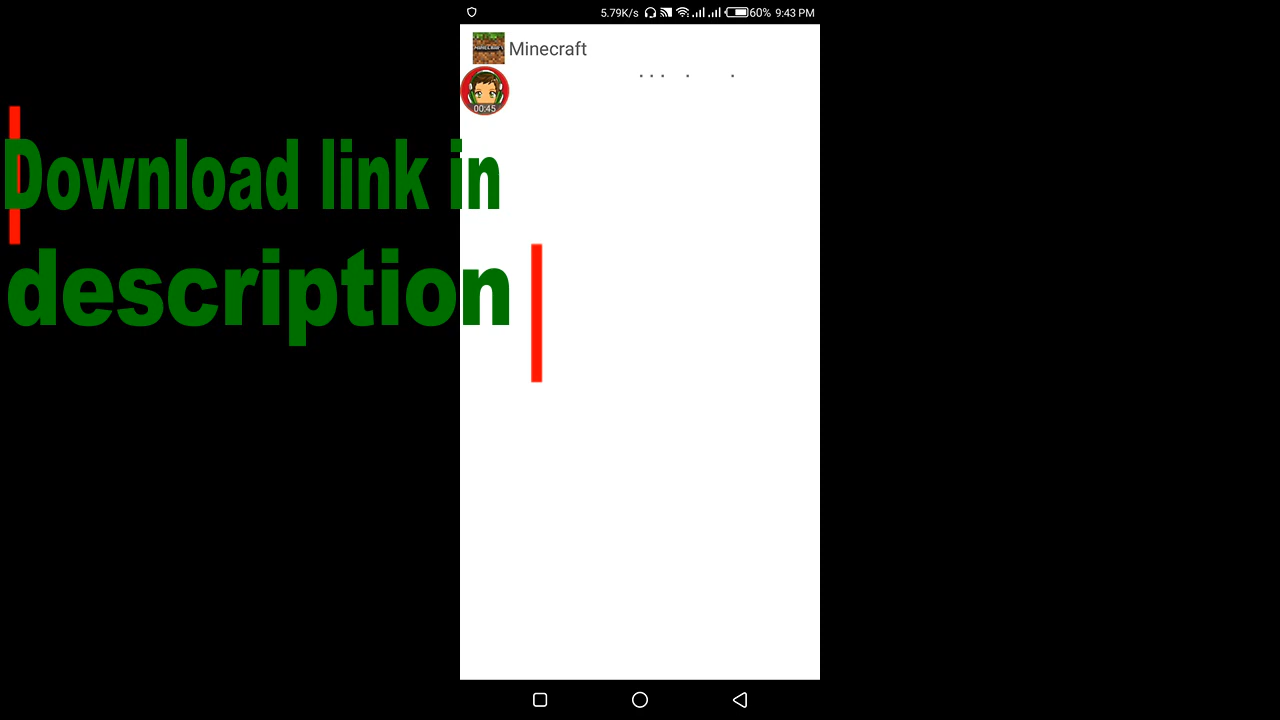 5.79K/s 60% 9:43 PM
Minecraft
00:45
Download link in
description